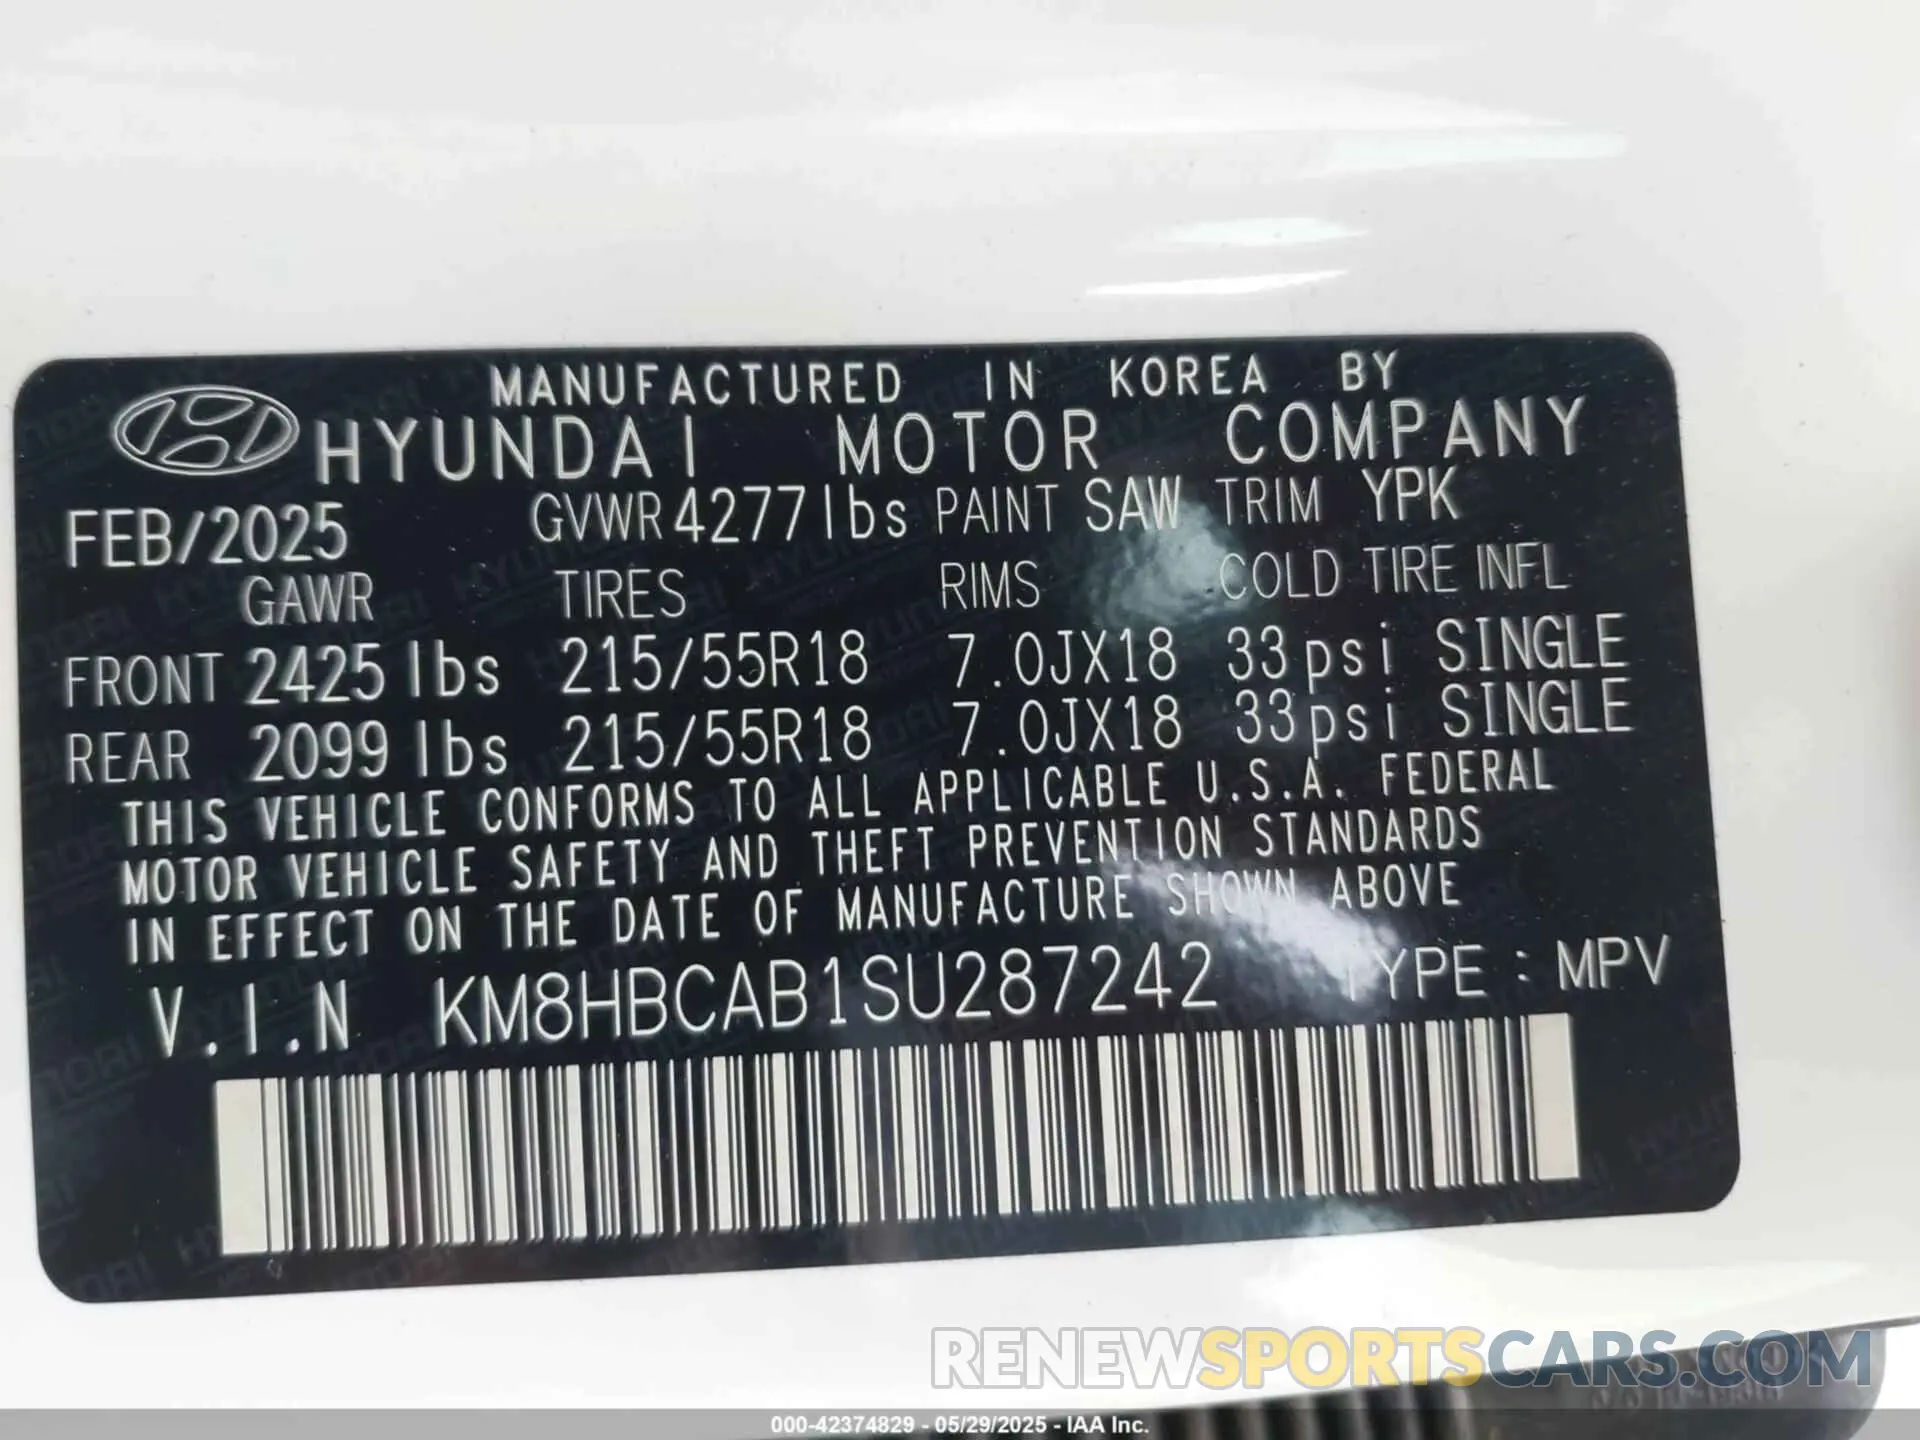 MANUFACTURED IN KOREA BY
HYUNDAI MOTOR COMPANY
FEB/2025 GVWR 4277 lbs PAINT SAW TRIM YPK
GAWR TIRES RIMS COLD TIRE INFL
FRONT 2425 lbs 215/55R18 7.0JX18 33psi SINGLE
REAR 2099 lbs 215/55R18 7.0JX18 33psi SINGLE
THIS VEHICLE CONFORMS TO ALL APPLICABLE U.S.A. FEDERAL
MOTOR VEHICLE SAFETY AND THEFT PREVENTION STANDARDS
IN EFFECT ON THE DATE OF MANUFACTURE SHOWN ABOVE
V.I.N KM8HBCAB1SU287242 TYPE : MPV
RENEWSPORTSCARS.COM
000-42374829 - 05/29/2025 - IAA Inc.